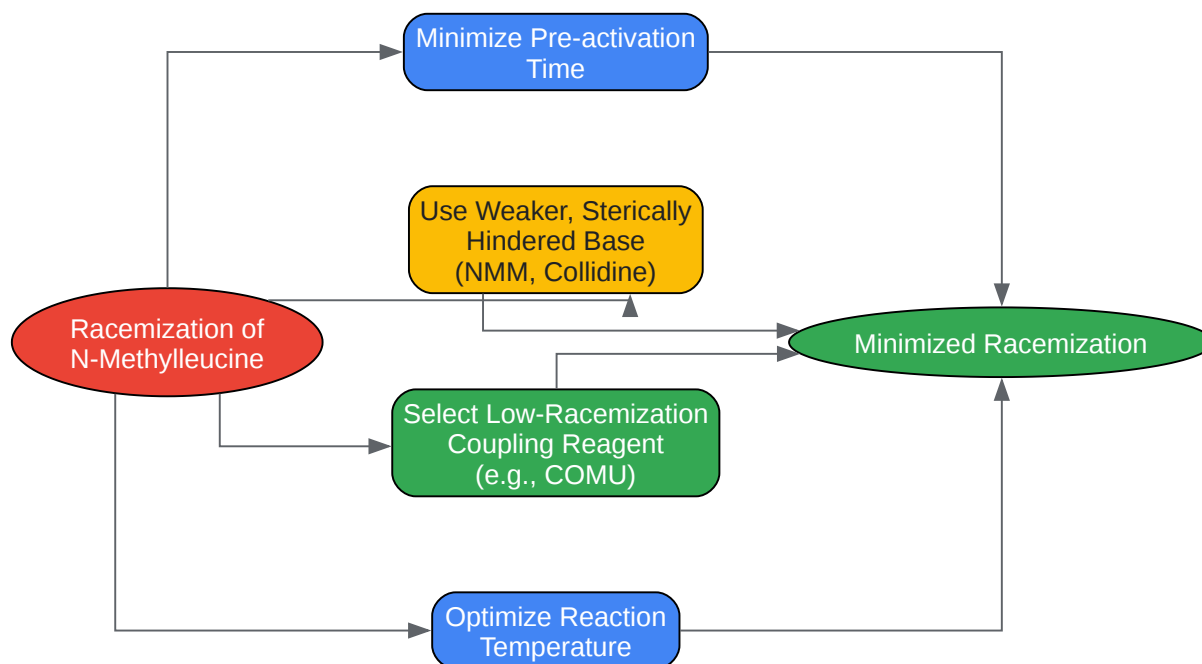 Minimize Pre-activation
Time
Use Weaker, Sterically
Hindered Base
(NMM, Collidine)
Racemization of
N-Methylleucine
Minimized Racemization
Select Low-Racemization
Coupling Reagent
(e.g., COMU)
Optimize Reaction
Temperature